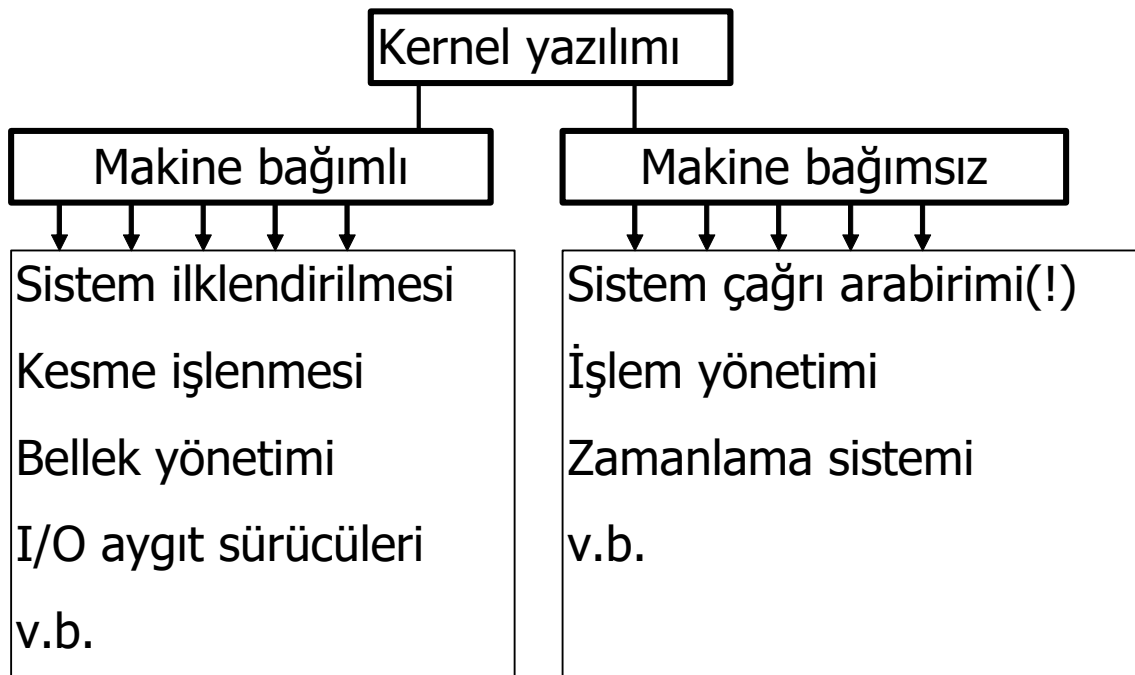 Kernel yazılımı
Makine bağımlı
Makine bağımsız
Sistem ilklendirilmesi
Kesme işlenmesi
Bellek yönetimi
I/O aygıt sürücüleri
v.b.
Sistem çağrı arabirimi(!)
İşlem yönetimi
Zamanlama sistemi
v.b.